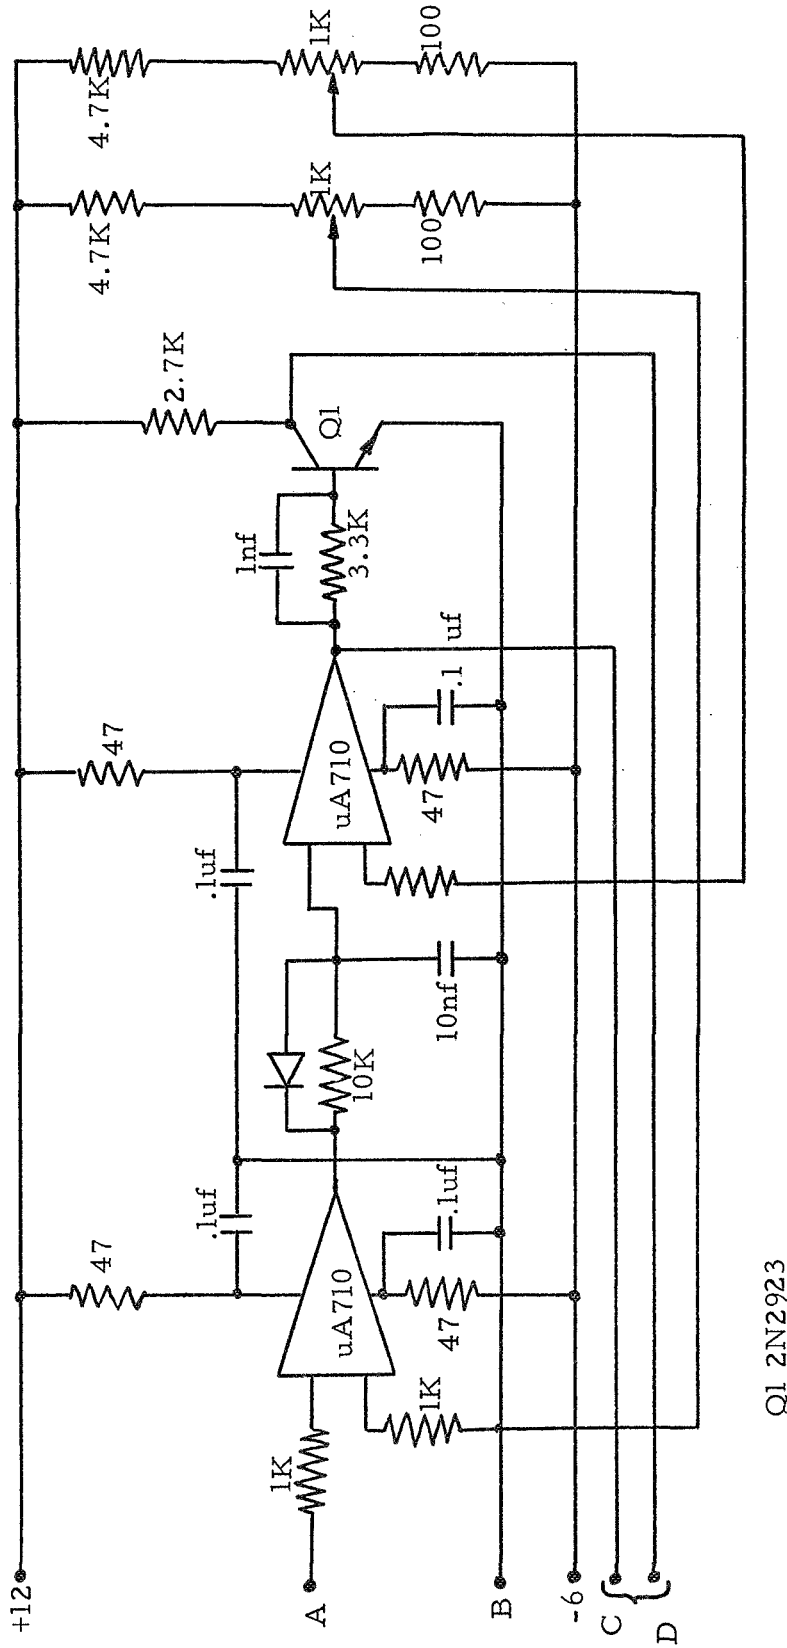 +12
47
47
4.7K
4.7K
2.7K
.1uf
.1uf
1nf
1K
A
uA710
uA710
Q1
1K
1K
10K
3.3K
1K
47
.1uf
10nf
47
.1 uf
100
100
B
-6
C
D
Q1 2N2923